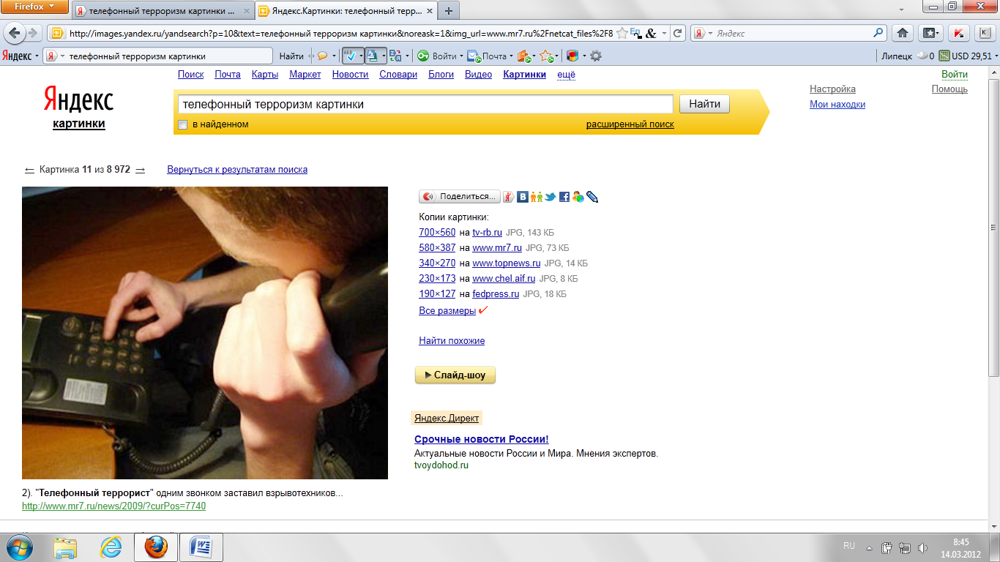 Firefox
телефонный терроризм картинки ...
Яндекс.Картинки: телефонный терр...
http://images.yandex.ru/yandsearch?p=10&text=телефонный терроризм картинки&noreask=1&img_url=www.mr7.ru%2Fnetcat_files%2F8
Яндекс
Яндекс телефонный терроризм картинки Найти Войти Почта Липецк 0 USD 29,51
Поиск Почта Карты Маркет Новости Словари Блоги Видео Картинки ещё Войти
Настройка Помощь
Мои находки
Яндекс
картинки
телефонный терроризм картинки Найти
в найденном расширенный поиск
← Картинка 11 из 8 972 → Вернуться к результатам поиска
Поделиться...
Копии картинки:
700×560 на tv-rb.ru JPG, 143 КБ
580×387 на www.mr7.ru JPG, 73 КБ
340×270 на www.topnews.ru JPG, 14 КБ
230×173 на www.chel.aif.ru JPG, 8 КБ
190×127 на fedpress.ru JPG, 18 КБ
Все размеры
Найти похожие
Слайд-шоу
Яндекс.Директ
Срочные новости России!
Актуальные новости России и Мира. Мнения экспертов.
tvoydohod.ru
2). "Телефонный террорист" одним звонком заставил взрывотехников...
http://www.mr7.ru/news/2009/?curPos=7740
RU
8:45
14.03.2012